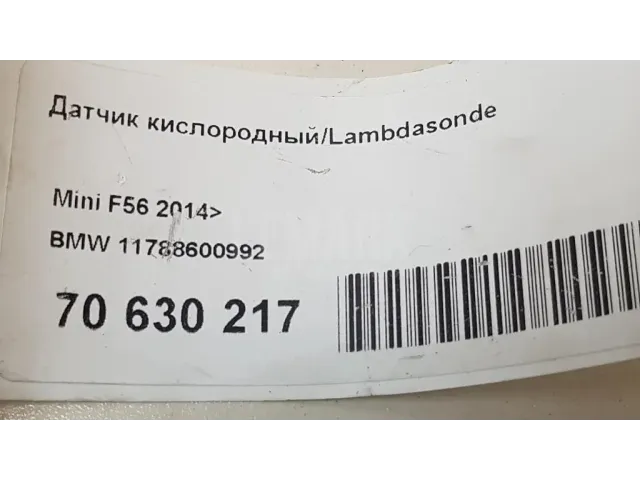 Датчик кислородный/Lambdasonde
Mini F56 2014>
BMW 11788600992
70 630 217